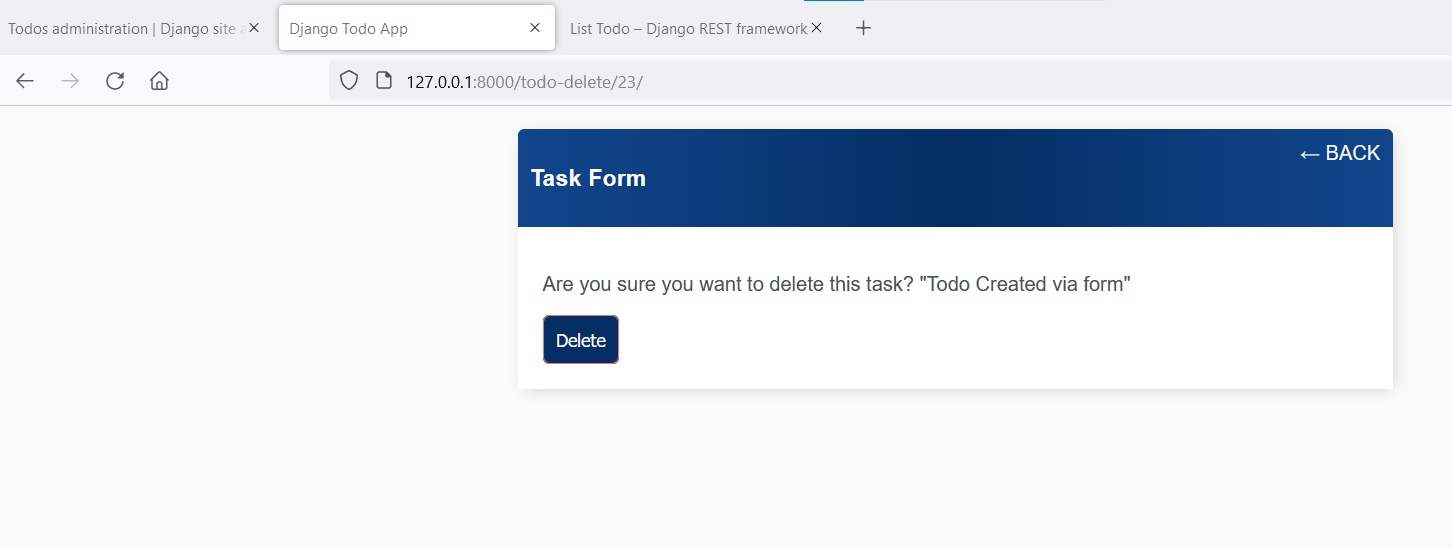 Todos administration | Django site a
Django Todo App
List Todo – Django REST framework
127.0.0.1:8000/todo-delete/23/
← BACK
Task Form
Are you sure you want to delete this task? "Todo Created via form"
Delete